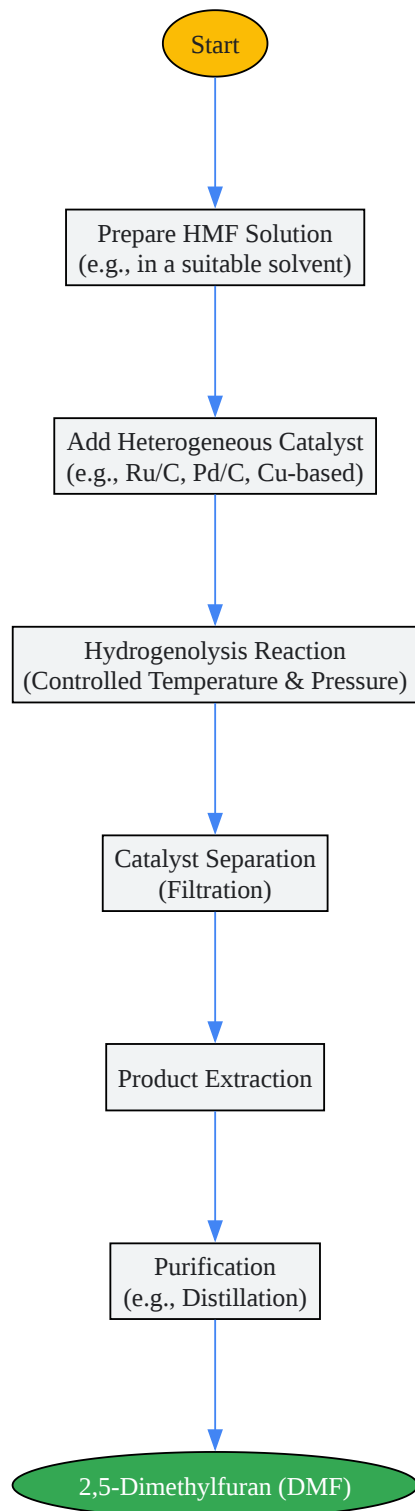 Start
Prepare HMF Solution
(e.g., in a suitable solvent)
Add Heterogeneous Catalyst
(e.g., Ru/C, Pd/C, Cu-based)
Hydrogenolysis Reaction
(Controlled Temperature & Pressure)
Catalyst Separation
(Filtration)
Product Extraction
Purification
(e.g., Distillation)
2,5-Dimethylfuran (DMF)